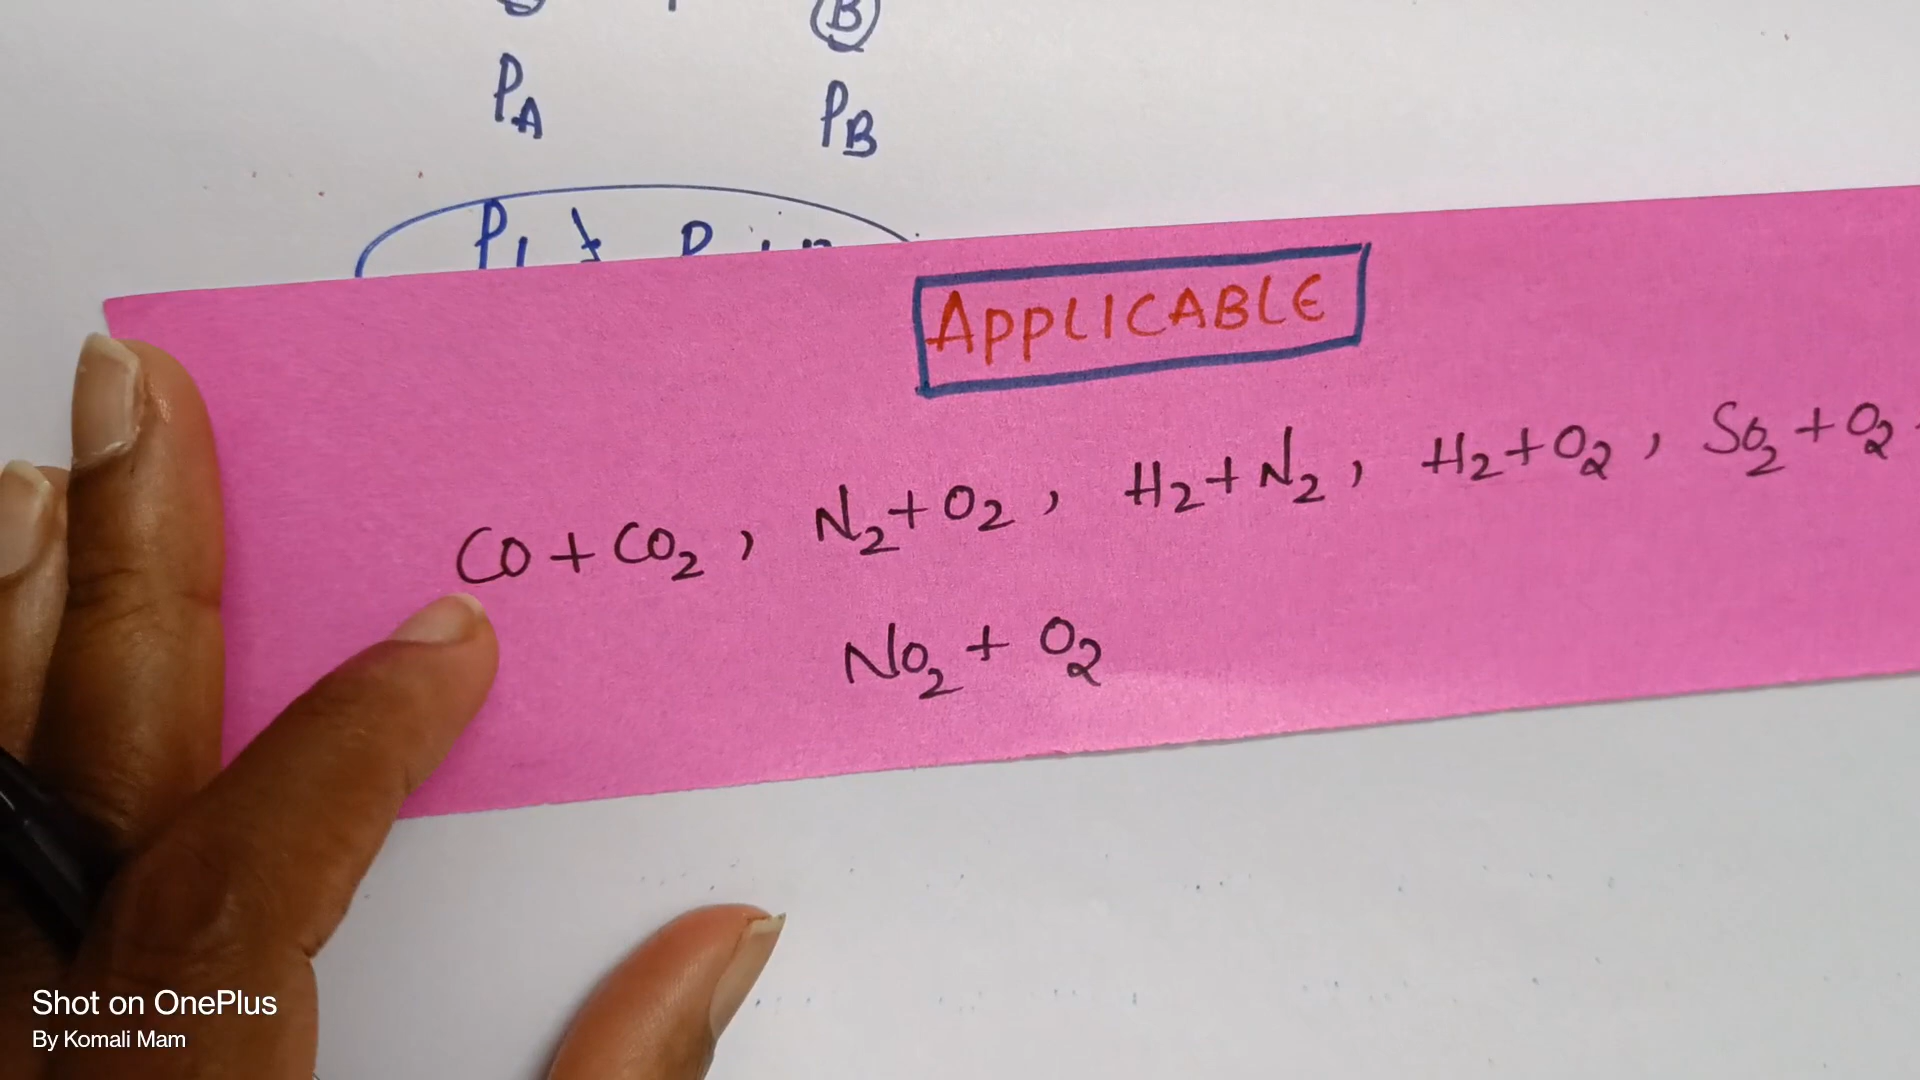 B
PA
PB
APPLICABLE
CO + CO2 , N2 + O2 , H2 + N2 , H2 + O2 , SO2 + O2
NO2 + O2
Shot on OnePlus
By Komali Mam